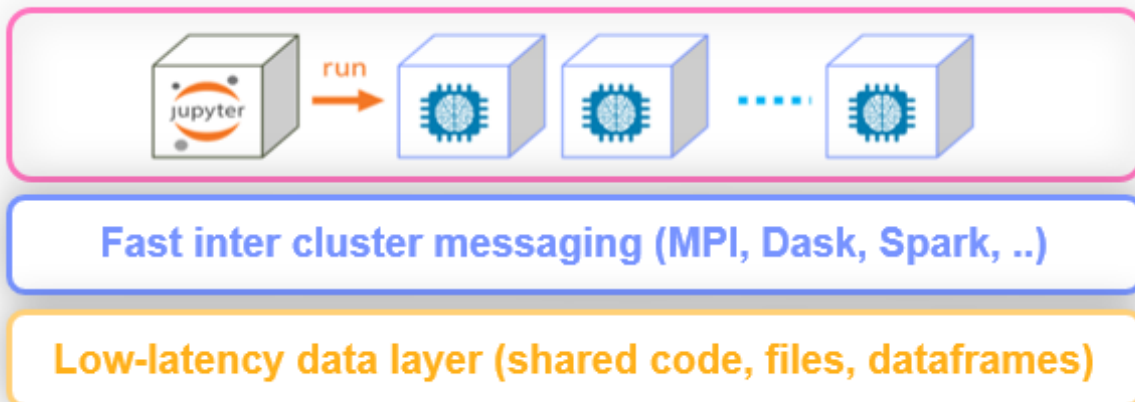 run
jupyter
Fast inter cluster messaging (MPI, Dask, Spark, ..)
Low-latency data layer (shared code, files, dataframes)